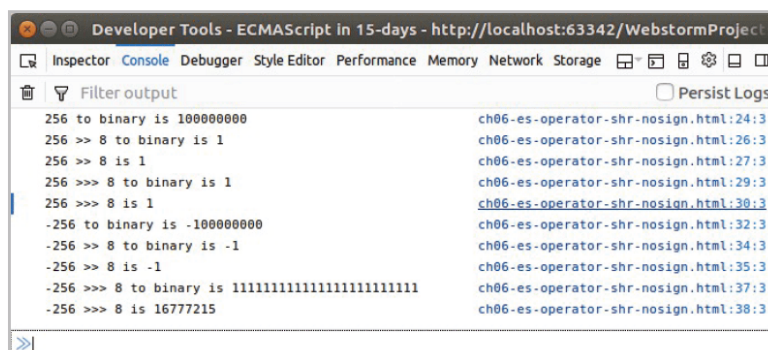 Developer Tools - ECMAScript in 15-days - http://localhost:63342/WebstormProject
Inspector Console Debugger Style Editor Performance Memory Network Storage
Filter output Persist Logs
256 to binary is 100000000 ch06-es-operator-shr-nosign.html:24:3
256 >> 8 to binary is 1 ch06-es-operator-shr-nosign.html:26:3
256 >> 8 is 1 ch06-es-operator-shr-nosign.html:27:3
256 >>> 8 to binary is 1 ch06-es-operator-shr-nosign.html:29:3
256 >>> 8 is 1 ch06-es-operator-shr-nosign.html:30:3
-256 to binary is -100000000 ch06-es-operator-shr-nosign.html:32:3
-256 >> 8 to binary is -1 ch06-es-operator-shr-nosign.html:34:3
-256 >> 8 is -1 ch06-es-operator-shr-nosign.html:35:3
-256 >>> 8 to binary is 111111111111111111111111 ch06-es-operator-shr-nosign.html:37:3
-256 >>> 8 is 16777215 ch06-es-operator-shr-nosign.html:38:3